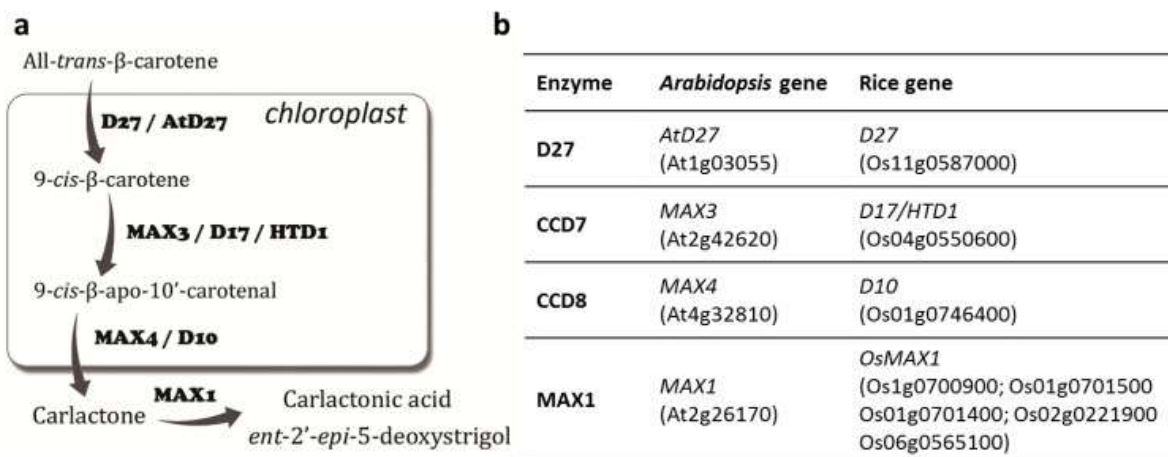 a
All-trans-β-carotene
chloroplast
D27 / AtD27
9-cis-β-carotene
MAX3 / D17 / HTD1
9-cis-β-apo-10’-carotenal
MAX4 / D10
MAX1
Carlactone
Carlactonic acid
ent-2’-epi-5-deoxystrigol
b
Enzyme Arabidopsis gene Rice gene
D27
AtD27
(At1g03055)
D27
(Os11g0587000)
CCD7
MAX3
(At2g42620)
D17/HTD1
(Os04g0550600)
CCD8
MAX4
(At4g32810)
D10
(Os01g0746400)
MAX1
MAX1
(At2g26170)
OsMAX1
(Os1g0700900; Os01g0701500
Os01g0701400; Os02g0221900
Os06g0565100)